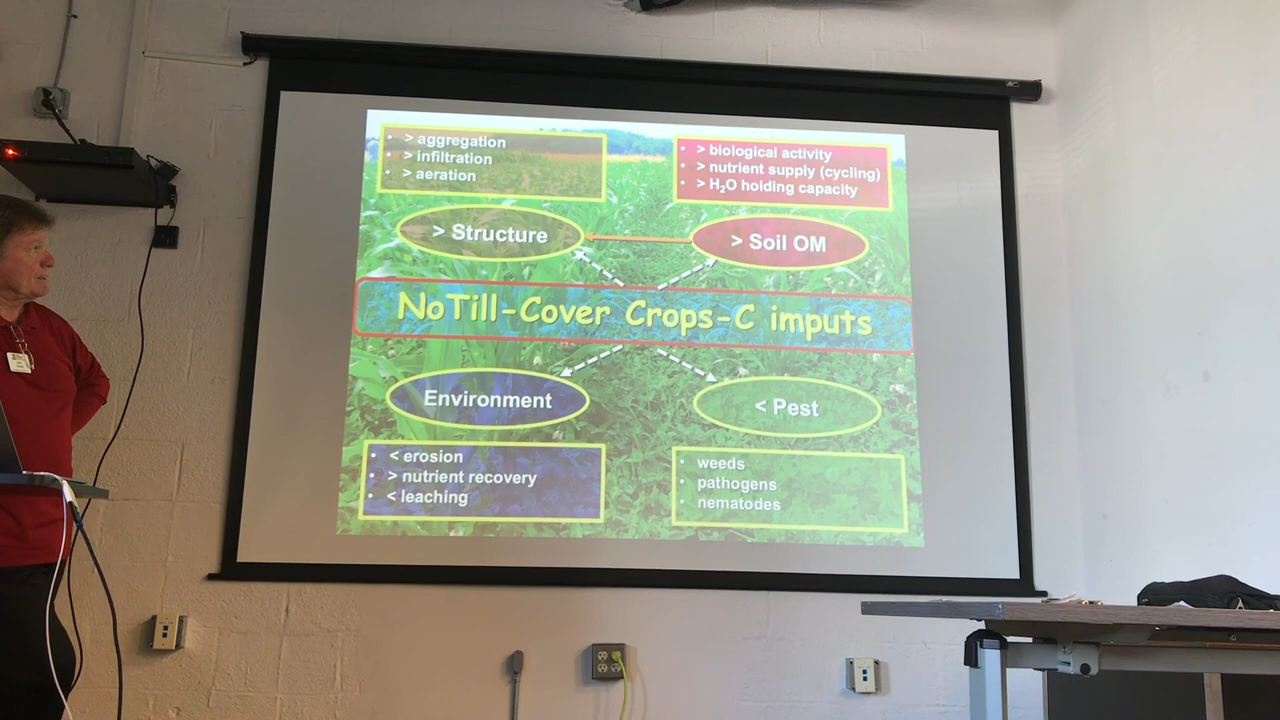 • > aggregation
• > infiltration
• > aeration
• > biological activity
• > nutrient supply (cycling)
• > H₂O holding capacity
> Structure
> Soil OM
NoTill-Cover Crops-C imputs
Environment
< Pest
• < erosion
• > nutrient recovery
• < leaching
• weeds
• pathogens
• nematodes